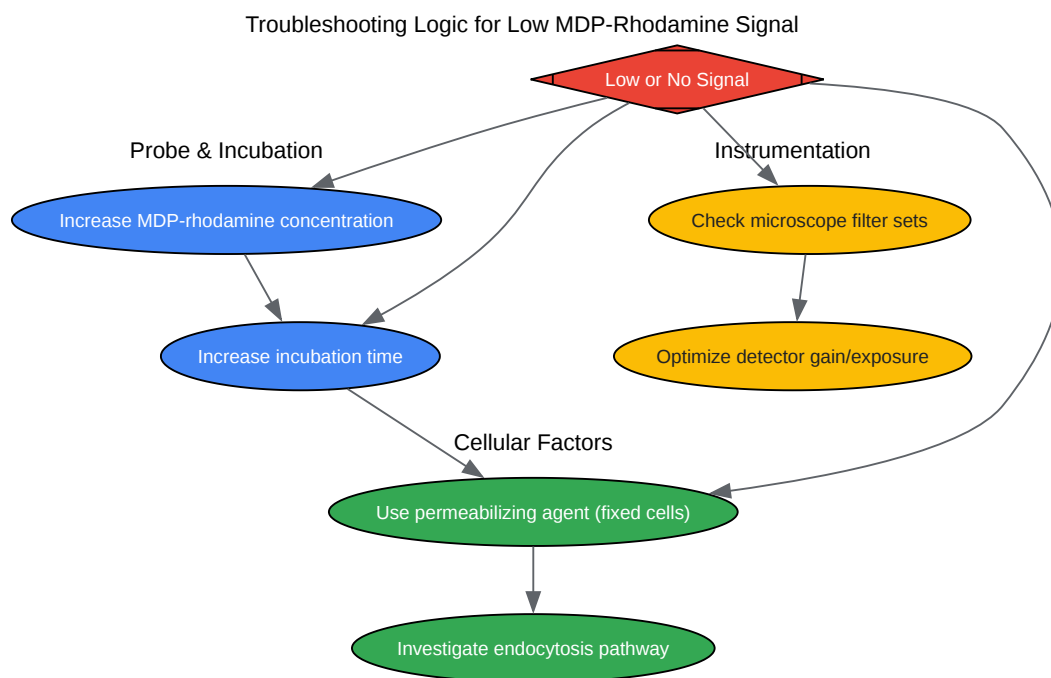 Troubleshooting Logic for Low MDP-Rhodamine Signal
Low or No Signal
Probe & Incubation
Instrumentation
Increase MDP-rhodamine concentration
Check microscope filter sets
Increase incubation time
Optimize detector gain/exposure
Cellular Factors
Use permeabilizing agent (fixed cells)
Investigate endocytosis pathway